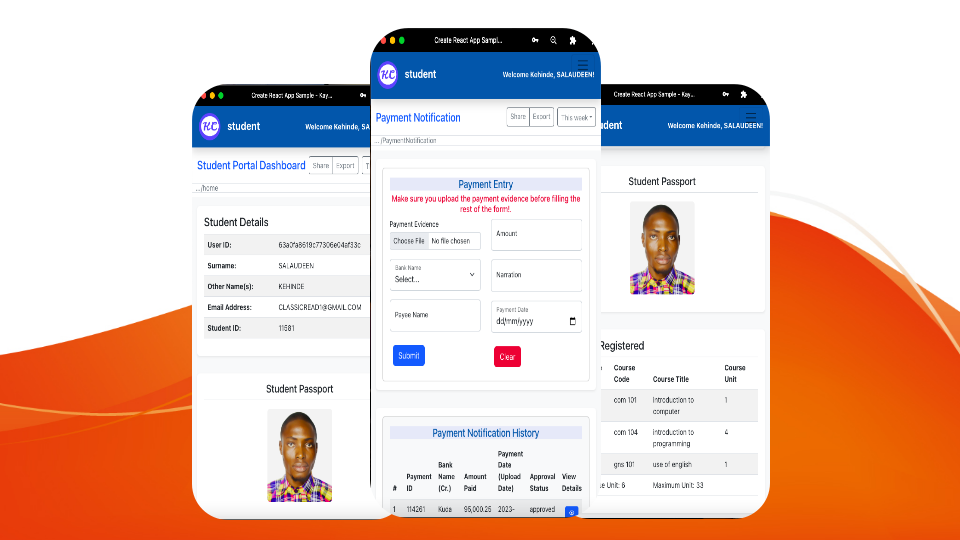 Create React App Sample - Kay...
KC
student
Welcome Kehinde, SA
Student Portal Dashboard
Share
Export
T
.../home
Student Details
User ID:
63a0fa8619c77306e04af33c
Surname:
SALAUDEEN
Other Name(s):
KEHINDE
Email Address:
CLASSICREAD1@GMAIL.COM
Student ID:
11581
Student Passport
Create React App Sampl...
KC
student
Welcome Kehinde, SALAUDEEN!
Payment Notification
Share
Export
This week
.../PaymentNotification
Payment Entry
Make sure you upload the payment evidence before filling the
rest of the form!.
Payment Evidence
Choose File No file chosen
Amount
Bank Name
Select...
Narration
Payee Name
Payment Date
dd/mm/yyyy
Submit
Clear
Payment Notification History
#
Payment
ID
Bank
Name
(Cr.)
Amount
Paid
Payment
Date
(Upload
Date)
Approval
Status
View
Details
1 114261 Kuda 95,000.25 2023- approved
Create React App Sample - Kay...
dent
Welcome Kehinde, SALAUDEEN!
Student Passport
Registered
Course
Code
Course Title
Course
Unit
com 101
introduction to
computer
1
com 104
introduction to
programming
4
gns 101 use of english 1
e Unit: 6 Maximum Unit: 33